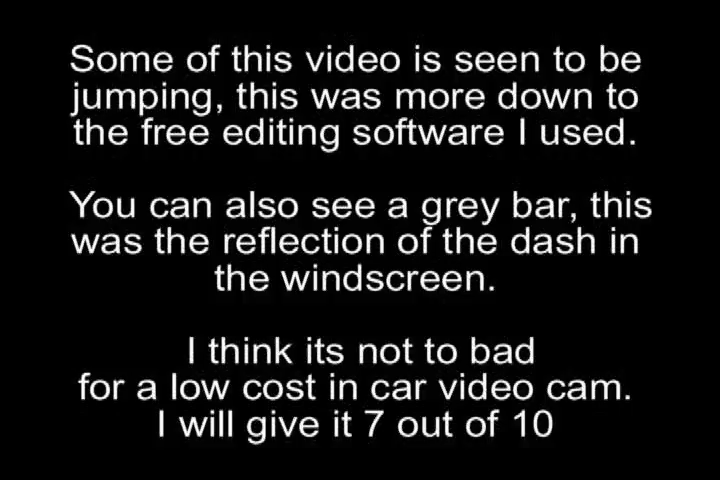 Some of this video is seen to be
jumping, this was more down to
the free editing software I used.
You can also see a grey bar, this
was the reflection of the dash in
the windscreen.
I think its not to bad
for a low cost in car video cam.
I will give it 7 out of 10